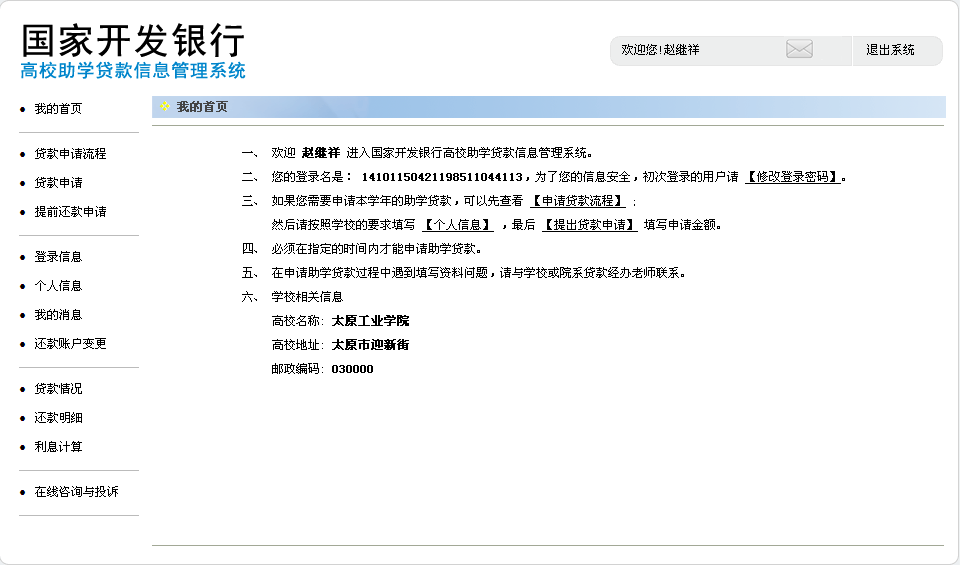 国家开发银行
高校助学贷款信息管理系统
欢迎您!赵继祥
退出系统
我的首页
贷款申请流程
贷款申请
提前还款申请
登录信息
个人信息
我的消息
还款账户变更
贷款情况
还款明细
利息计算
在线咨询与投诉
我的首页
一、 欢迎 赵继祥 进入国家开发银行高校助学贷款信息管理系统。
二、 您的登录名是： 14101150421198511044113，为了您的信息安全，初次登录的用户请 【修改登录密码】。
三、 如果您需要申请本学年的助学贷款，可以先查看 【申请贷款流程】 ；
然后请按照学校的要求填写 【个人信息】 ，最后 【提出贷款申请】 填写申请金额。
四、 必须在指定的时间内才能申请助学贷款。
五、 在申请助学贷款过程中遇到填写资料问题，请与学校或院系贷款经办老师联系。
六、 学校相关信息
高校名称: 太原工业学院
高校地址: 太原市迎新街
邮政编码: 030000